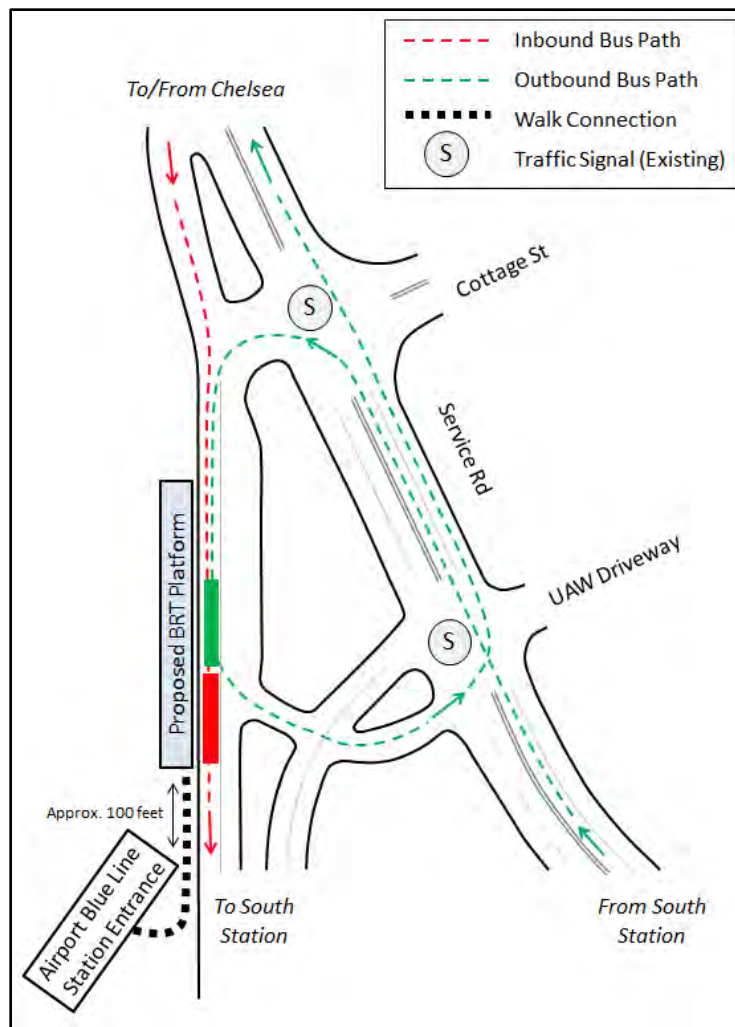 Inbound Bus Path
Outbound Bus Path
Walk Connection
S
Traffic Signal (Existing)
To/From Chelsea
S
Cottage St
Service Rd
UAW Driveway
S
Proposed BRT Platform
Approx. 100 feet
Airport Blue Line
Station Entrance
To South
Station
From South
Station